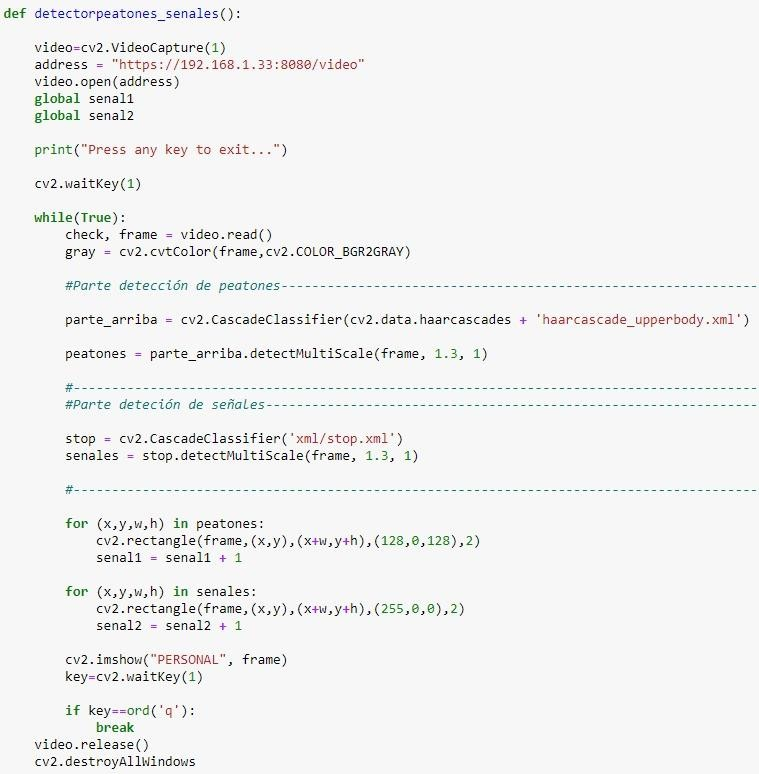 def detectorpeatones_senales():
video=cv2.VideoCapture(1)
address = "https://192.168.1.33:8080/video"
video.open(address)
global senal1
global senal2
print("Press any key to exit...")
cv2.waitKey(1)
while(True):
check, frame = video.read()
gray = cv2.cvtColor(frame,cv2.COLOR_BGR2GRAY)
#Parte detección de peatones--------------------------------------------------------------
parte_arriba = cv2.CascadeClassifier(cv2.data.haarcascades + 'haarcascade_upperbody.xml')
peatones = parte_arriba.detectMultiScale(frame, 1.3, 1)
#-----------------------------------------------------------------------------------------
#Parte deteción de señales----------------------------------------------------------------
stop = cv2.CascadeClassifier('xml/stop.xml')
senales = stop.detectMultiScale(frame, 1.3, 1)
#-----------------------------------------------------------------------------------------
for (x,y,w,h) in peatones:
cv2.rectangle(frame,(x,y),(x+w,y+h),(128,0,128),2)
senal1 = senal1 + 1
for (x,y,w,h) in senales:
cv2.rectangle(frame,(x,y),(x+w,y+h),(255,0,0),2)
senal2 = senal2 + 1
cv2.imshow("PERSONAL", frame)
key=cv2.waitKey(1)
if key==ord('q'):
break
video.release()
cv2.destroyAllWindows